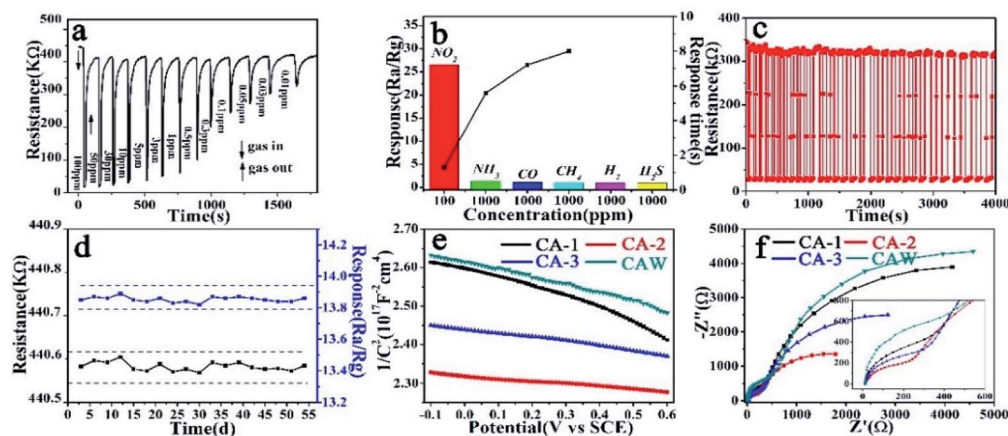 a
Resistance(KΩ)
500
400
300
200
100
0
100ppm
50ppm
30ppm
10ppm
5ppm
3ppm
1ppm
0.5ppm
0.3ppm
0.1ppm
0.05ppm
0.03ppm
0.01ppm
gas in
gas out
0 500 1000 1500
Time(s)
b
Response(Ra/Rg)
35
30
25
20
15
10
5
0
NO2
NH3
CO
CH4
H2
H2S
100 1000 1000 1000 1000 1000
Concentration(ppm)
10
8
6
4
2
0
Response time(s)
c
Resistance(KΩ)
400
300
200
100
0
0 1000 2000 3000 4000
Time(s)
d
Resistance(KΩ)
440.9
440.8
440.7
440.6
440.5
0 5 10 15 20 25 30 35 40 45 50 55
Time(d)
14.2
14.0
13.8
13.6
13.4
13.2
Response(Ra/Rg)
e
CA-1 CA-2
CA-3 CAW
1/C²(10¹⁷F⁻²cm⁴)
2.70
2.60
2.50
2.40
2.30
-0.1 0.0 0.1 0.2 0.3 0.4 0.5 0.6
Potential(V vs SCE)
f
CA-1 CA-2
CA-3 CAW
-Z''(Ω)
5000
4000
3000
2000
1000
0
800
600
400
200
0
0 200 400 600
0 1000 2000 3000 4000 5000
Z'(Ω)